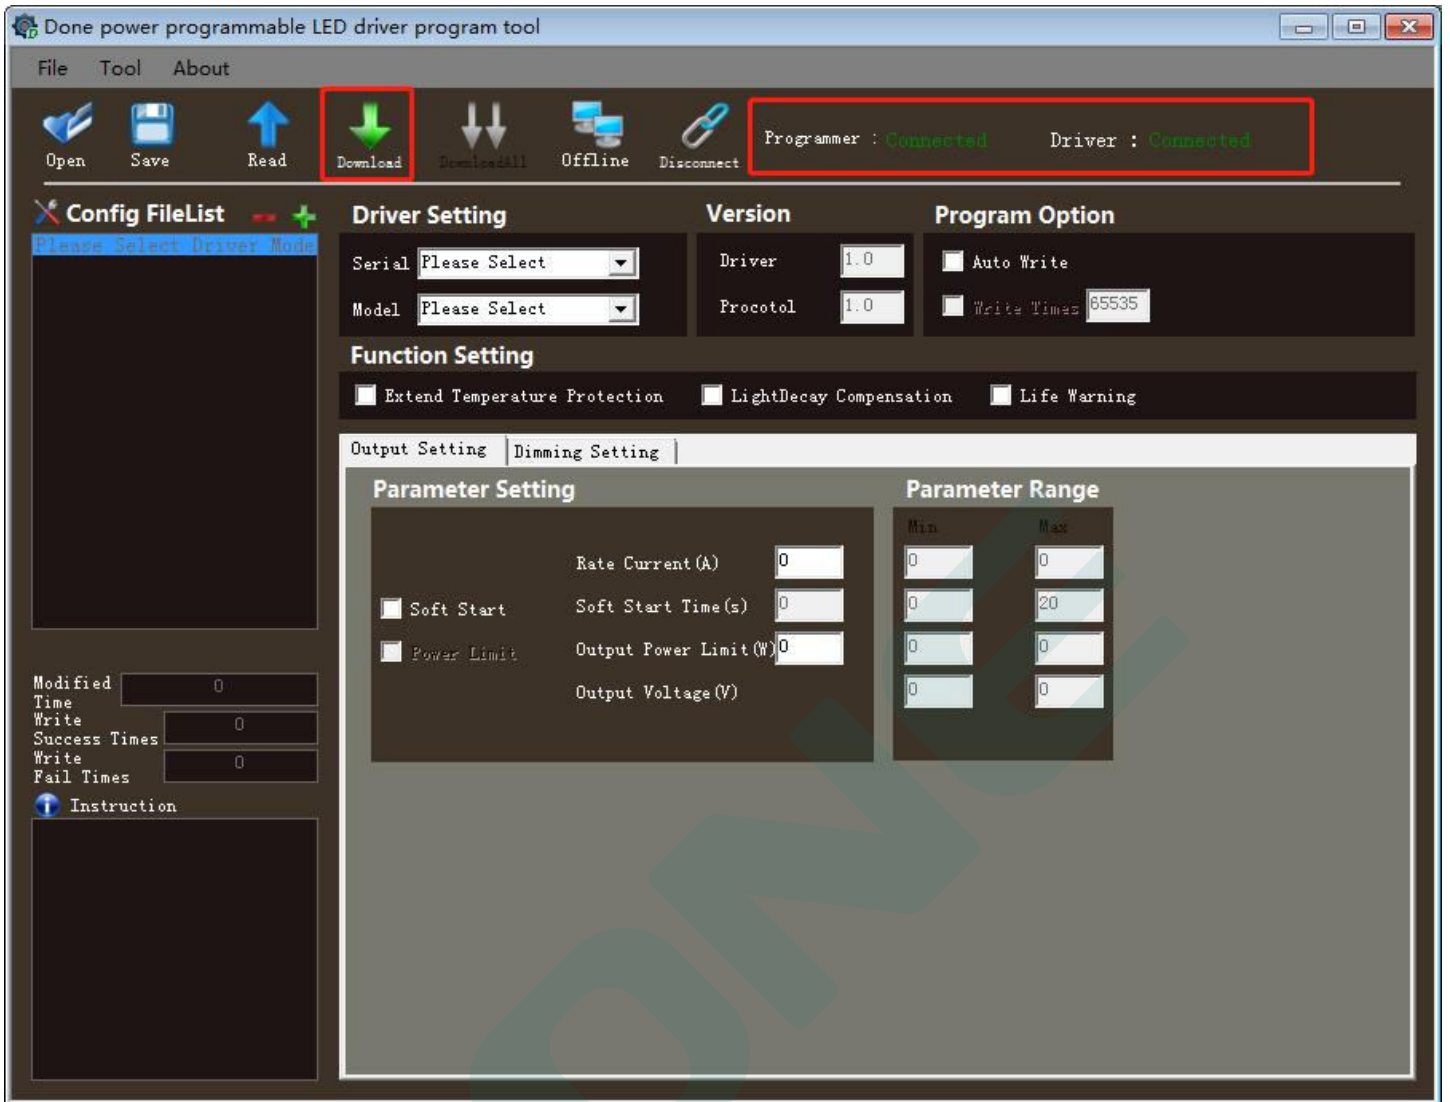 Done power programmable LED driver program tool
File Tool About
Open Save Read Download DownloadAll Offline Disconnect Programmer : Connected Driver : Connected
Config FileList
Please Select Driver Mode
Driver Setting
Serial Please Select
Model Please Select
Version
Driver 1.0
Procotol 1.0
Program Option
Auto Write
Write Times 65535
Function Setting
Extend Temperature Protection LightDecay Compensation Life Warning
Output Setting Dimming Setting
Parameter Setting Parameter Range
Min Max
Rate Current(A) 0 0 0
Soft Start Soft Start Time(s) 0 0 20
Power Limit Output Power Limit(W) 0 0 0
Output Voltage(V) 0 0
Modified
Time 0
Write
Success Times 0
Write
Fail Times 0
Instruction
ONE